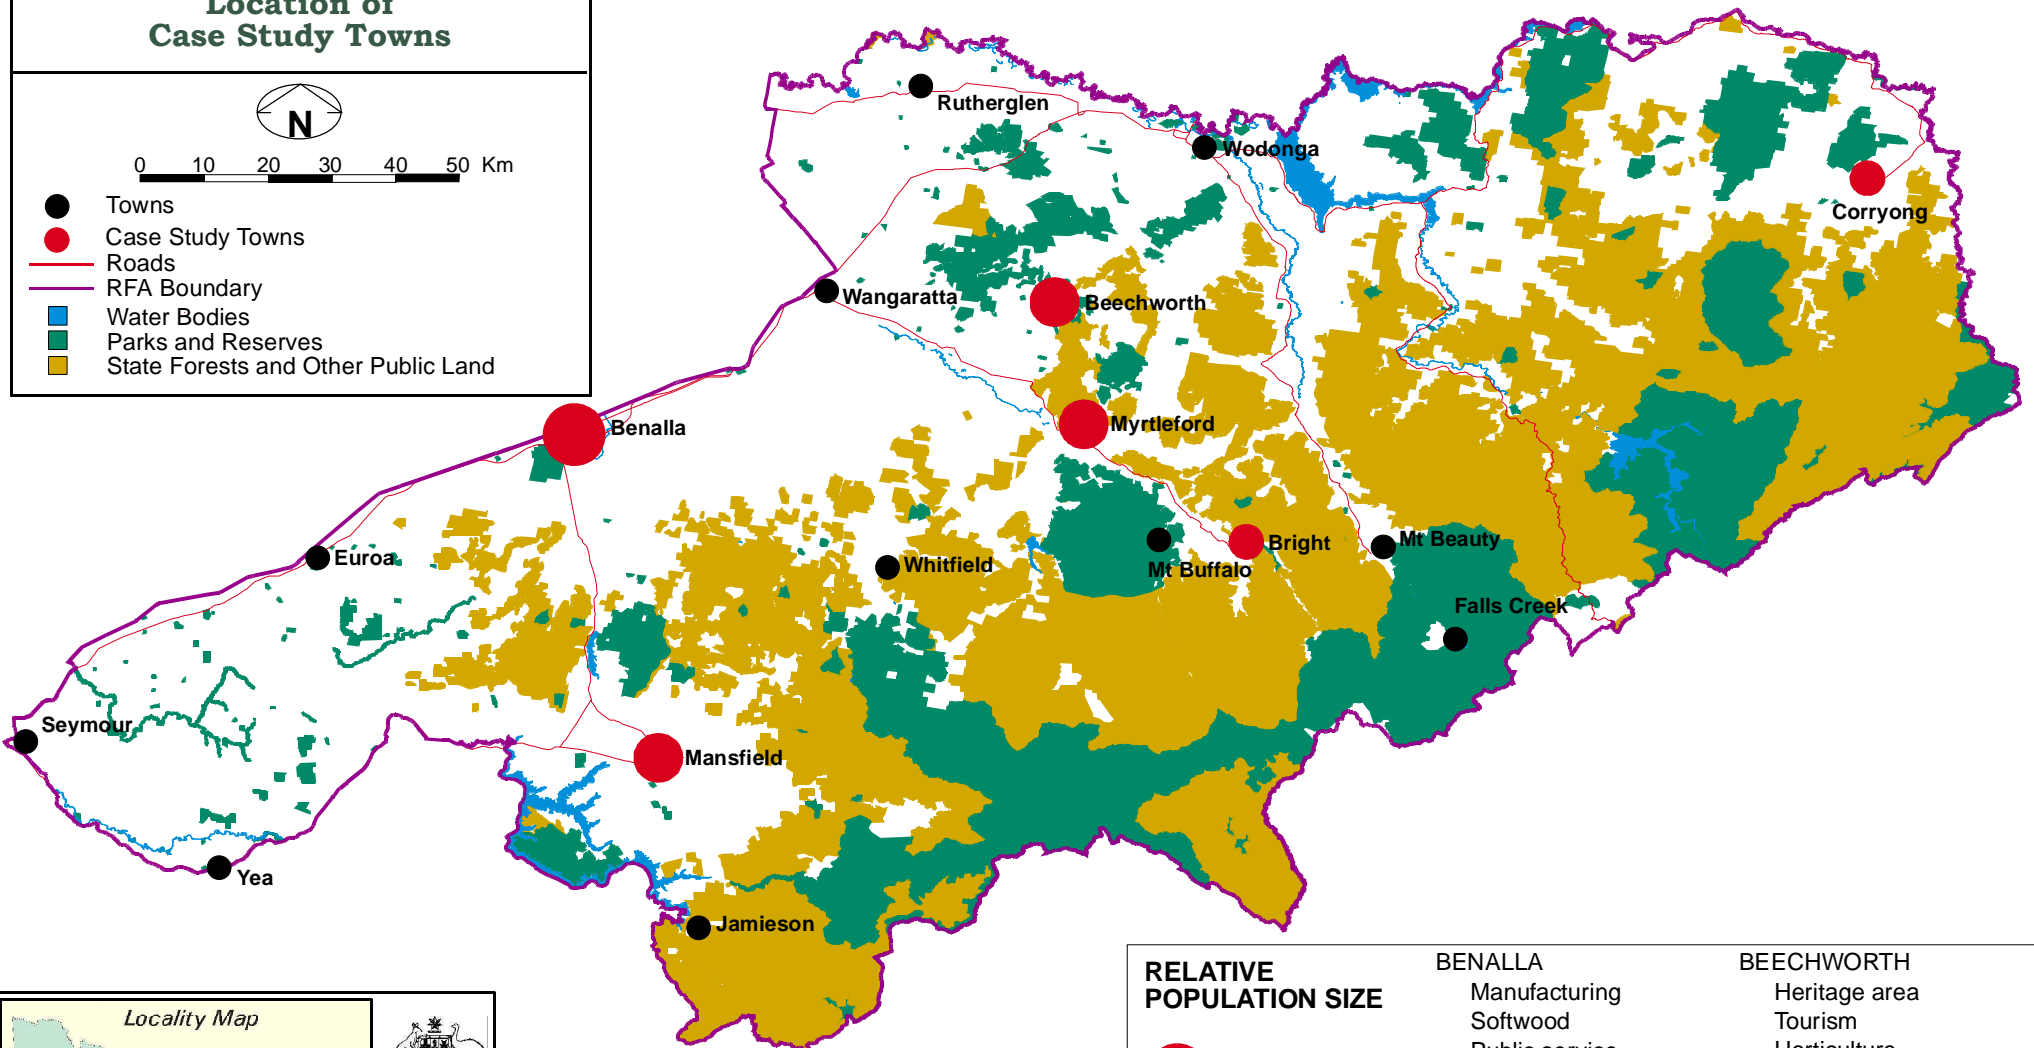 Location of
Case Study Towns
N
0 10 20 30 40 50 Km
Towns
Case Study Towns
Roads
RFA Boundary
Water Bodies
Parks and Reserves
State Forests and Other Public Land
Rutherglen
Wodonga
Corryong
Wangaratta
Beechworth
Benalla
Myrtleford
Euroa
Whitfield
Bright
Mt Beauty
Mt Buffalo
Falls Creek
Seymour
Mansfield
Yea
Jamieson
Locality Map
RELATIVE
POPULATION SIZE
BENALLA
Manufacturing
Softwood
Public service
BEECHWORTH
Heritage area
Tourism
Horticulture